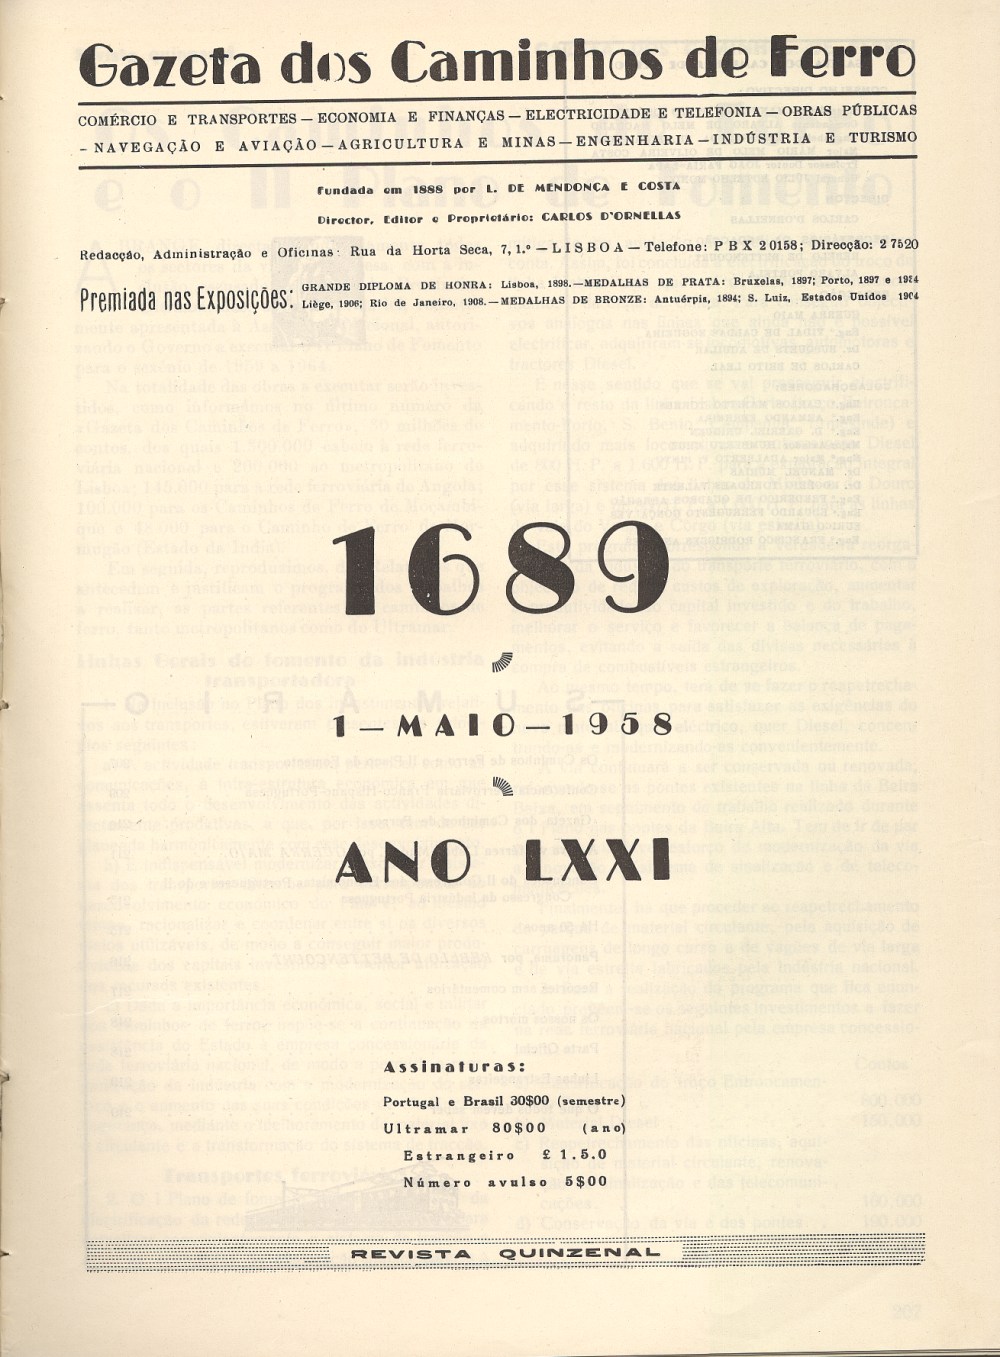 Gazeta dos Caminhos de Ferro
COMÉRCIO E TRANSPORTES — ECONOMIA E FINANÇAS — ELECTRICIDADE E TELEFONIA — OBRAS PÚBLICAS
- NAVEGAÇÃO E AVIAÇÃO — AGRICULTURA E MINAS — ENGENHARIA — INDÚSTRIA E TURISMO
Fundada em 1888 por L. DE MENDONÇA E COSTA
Director, Editor e Proprietário: CARLOS D'ORNELLAS
Redacção, Administração e Oficinas: Rua da Horta Seca, 7, 1.º — LISBOA — Telefone: PBX 20158; Direcção: 27520
Premiada nas Exposições:
GRANDE DIPLOMA DE HONRA: Lisboa, 1898. — MEDALHAS DE PRATA: Bruxelas, 1897; Porto, 1897 e 1934
Liège, 1906; Rio de Janeiro, 1908. — MEDALHAS DE BRONZE: Antuérpia, 1894; S. Luiz, Estados Unidos 1904
1689
1 — MAIO — 1958
ANO LXXI
Assinaturas:
Portugal e Brasil 30$00 (semestre)
Ultramar 80$00 (ano)
Estrangeiro £ 1.5.0
Número avulso 5$00
REVISTA QUINZENAL